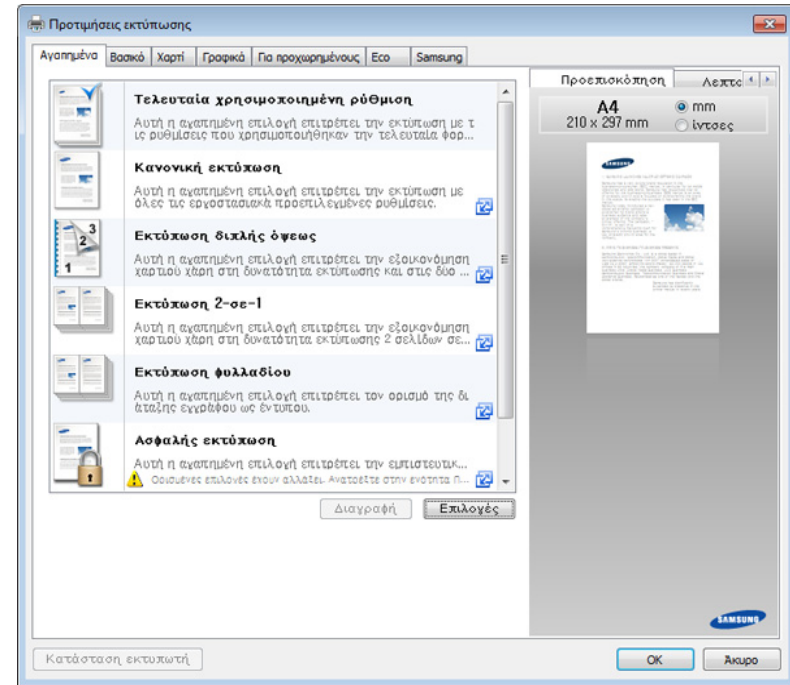 Προτιμήσεις εκτύπωσης
Αγαπημένα Βασικό Χαρτί Γραφικά Για προχωρημένους Eco Samsung
Τελευταία χρησιμοποιημένη ρύθμιση
Αυτή η αγαπημένη επιλογή επιτρέπει την εκτύπωση με τ
ις ρυθμίσεις που χρησιμοποιήθηκαν την τελευταία φορ...
Κανονική εκτύπωση
Αυτή η αγαπημένη επιλογή επιτρέπει την εκτύπωση με
όλες τις εργοστασιακά προεπιλεγμένες ρυθμίσεις.
Εκτύπωση διπλής όψεως
Αυτή η αγαπημένη επιλογή επιτρέπει την εξοικονόμηση
χαρτιού χάρη στη δυνατότητα εκτύπωσης και στις δύο ...
Εκτύπωση 2-σε-1
Αυτή η αγαπημένη επιλογή επιτρέπει την εξοικονόμηση
χαρτιού χάρη στη δυνατότητα εκτύπωσης 2 σελίδων σε...
Εκτύπωση φυλλαδίου
Αυτή η αγαπημένη επιλογή επιτρέπει τον ορισμό της δι
άταξης εγγράφου ως έντυπου.
Ασφαλής εκτύπωση
Αυτή η αγαπημένη επιλογή επιτρέπει την εμπιστευτικ...
Ορισμένες επιλογές έχουν αλλάξει. Ανατρέξτε στην ενότητα Π...
Διαγραφή Επιλογές
Προεπισκόπηση Λεπτο
A4
210 x 297 mm
mm
ίντσες
SAMSUNG
SAMSUNG
Κατάσταση εκτυπωτή
OK Άκυρο
1
2
3